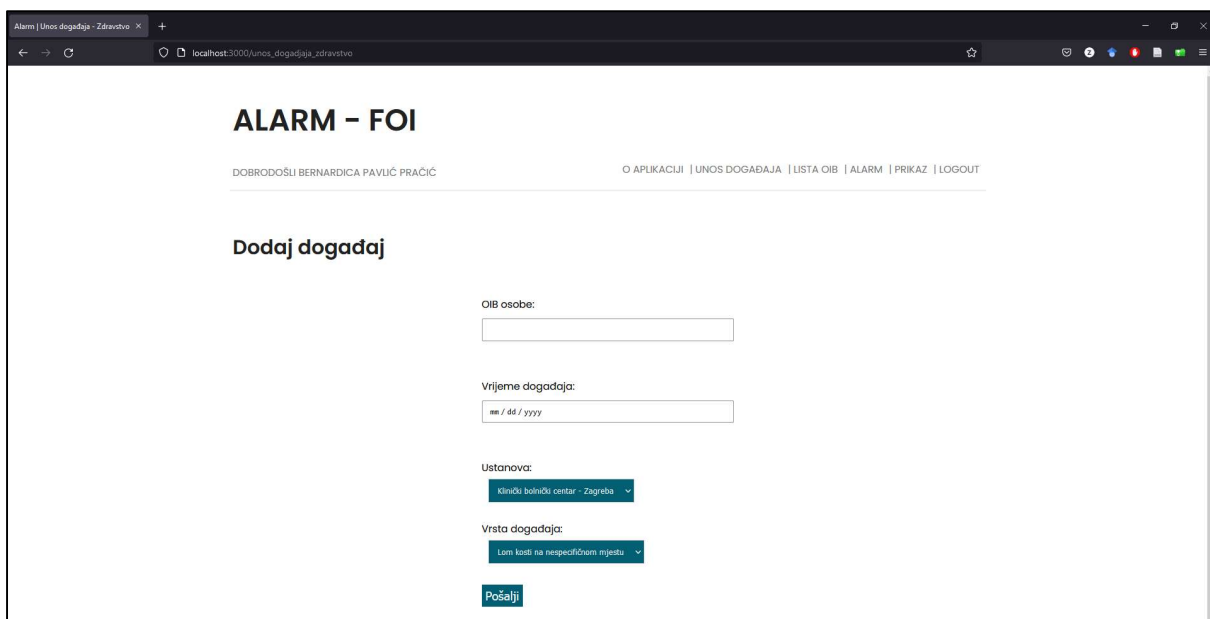 Alarm | Unos događaja - Zdravstvo
localhost:3000/unos_dogadjaja_zdravstvo
ALARM - FOI
DOBRODOŠLI BERNARDICA PAVLIĆ PRAČIĆ
O APLIKACIJI | UNOS DOGAĐAJA | LISTA OIB | ALARM | PRIKAZ | LOGOUT
Dodaj događaj
OIB osobe:
Vrijeme događaja:
mm / dd / yyyy
Ustanova:
Klinički bolnički centar - Zagreba
Vrsta događaja:
Lom kosti na nespecifičnom mjestu
Pošalji